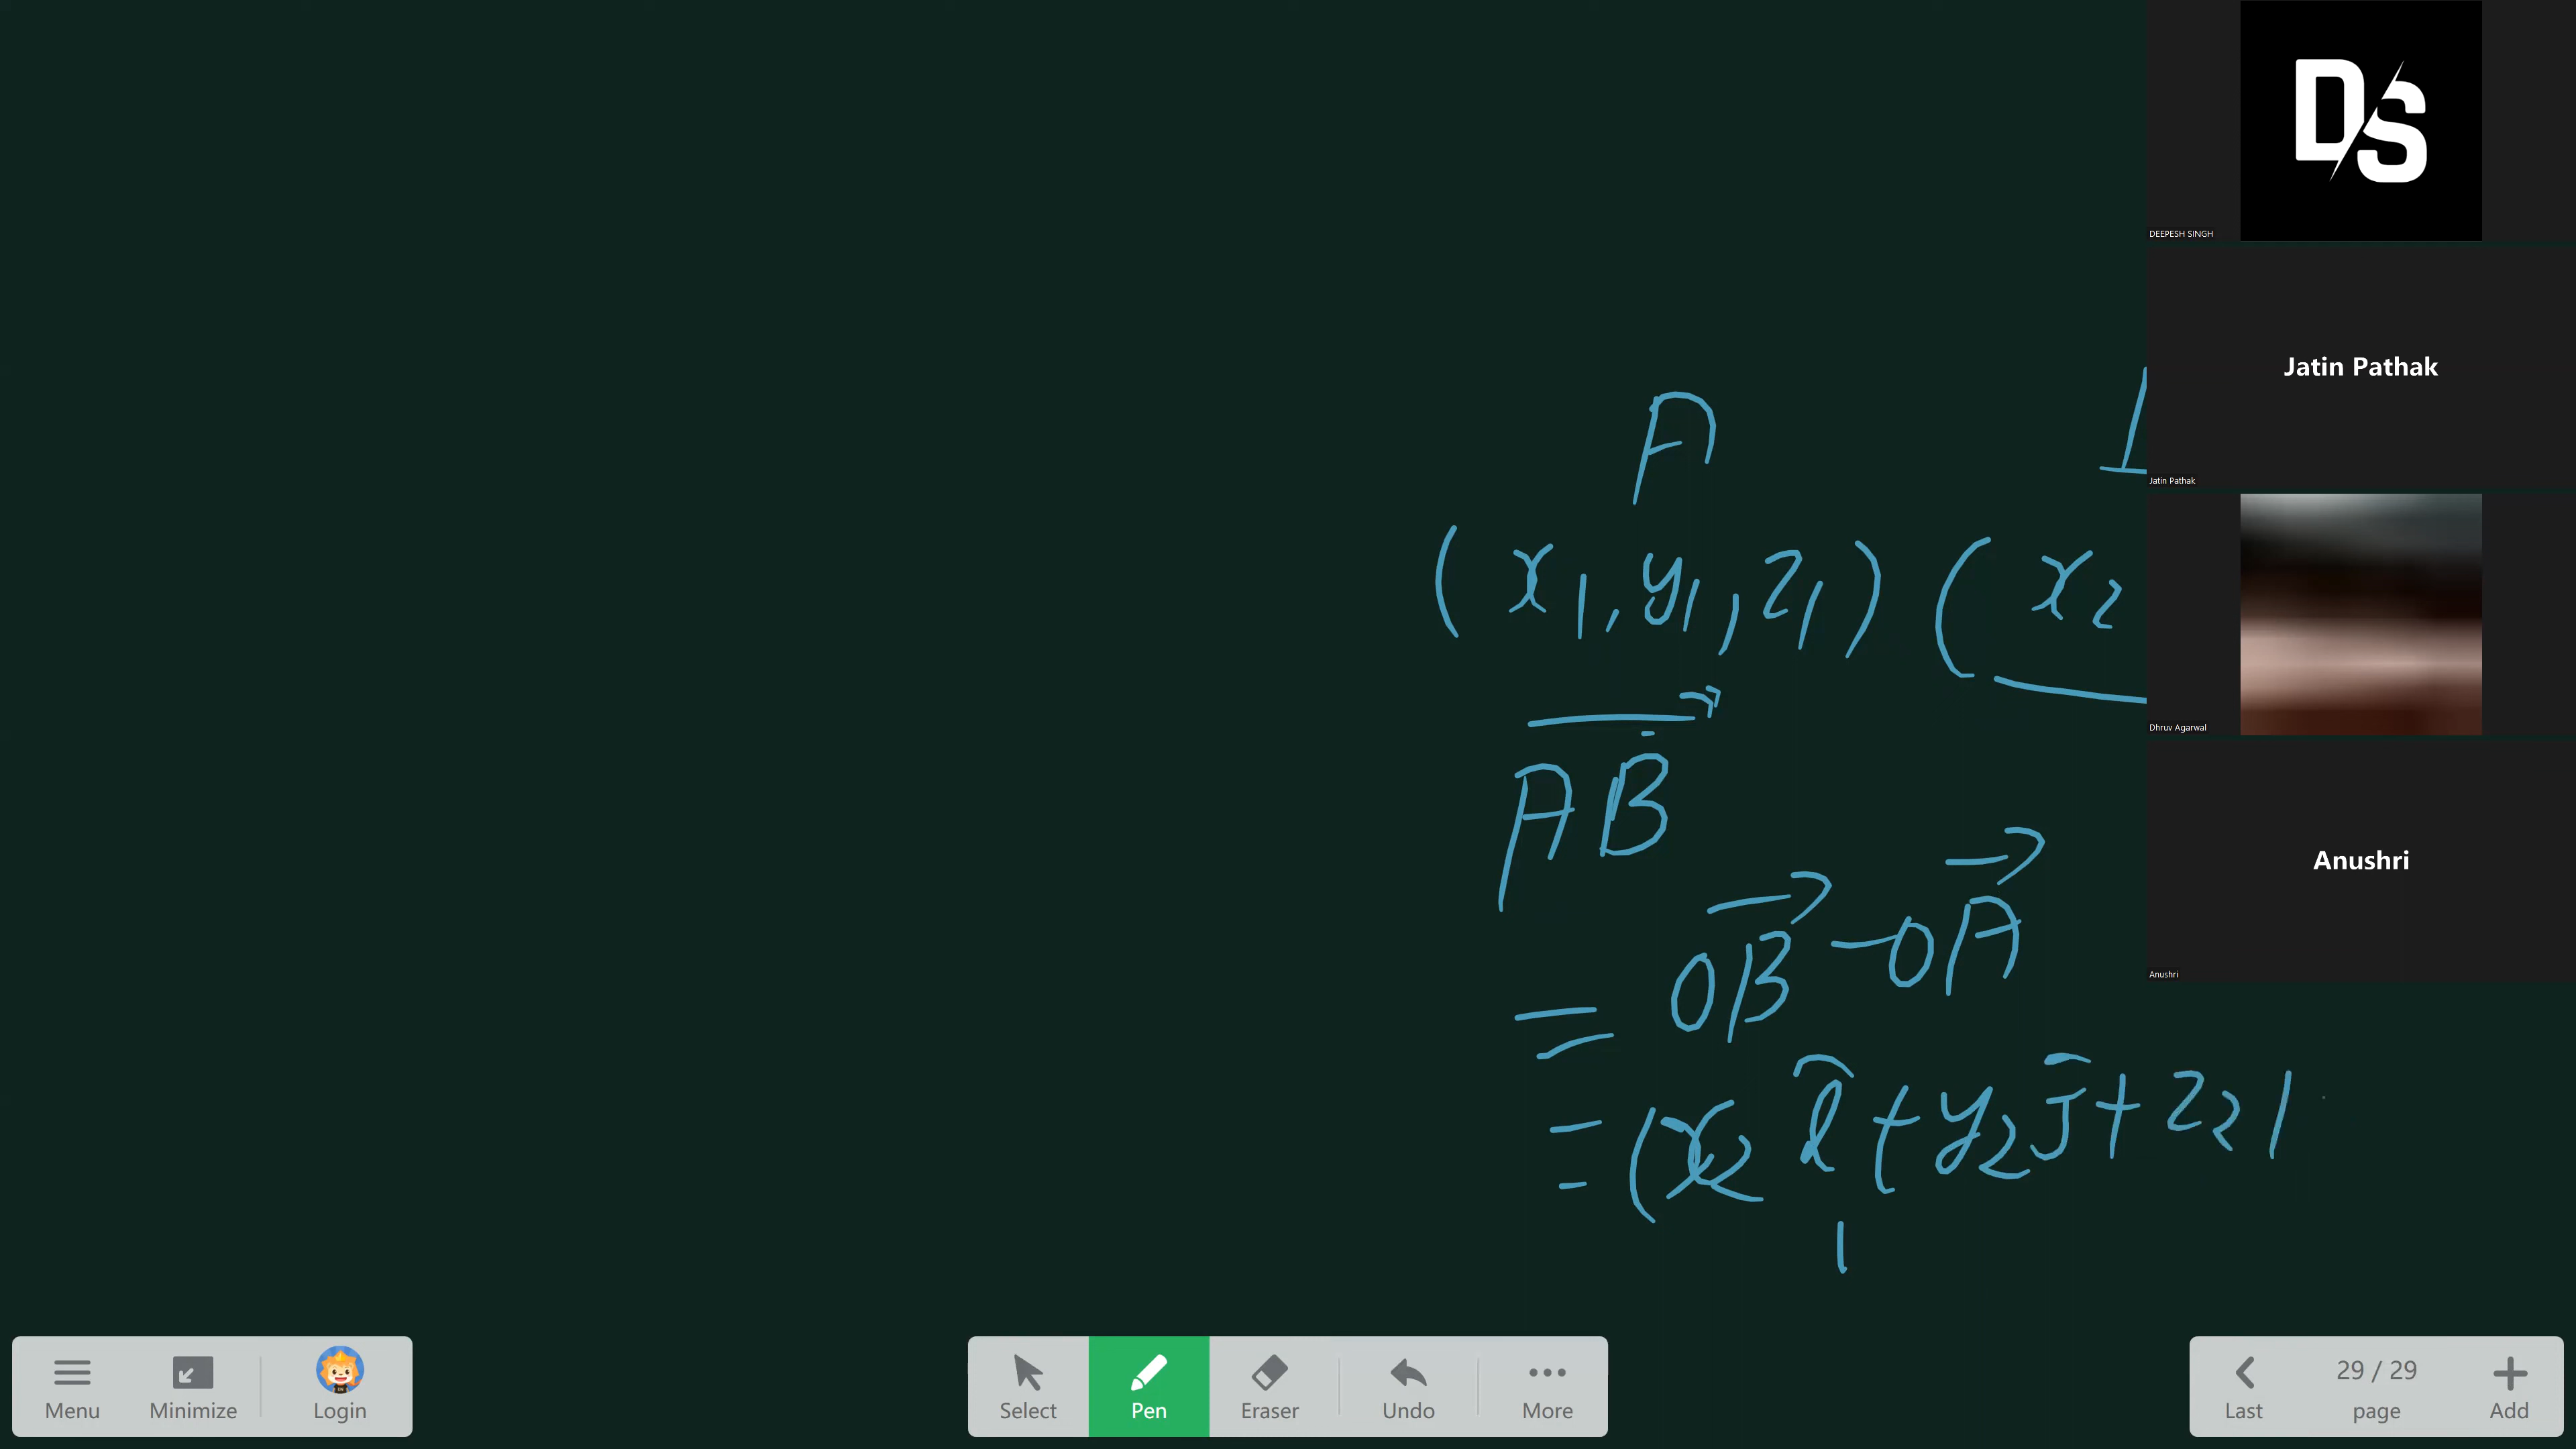 DS
DEEPESH SINGH
Jatin Pathak
Jatin Pathak
Dhruv Agarwal
Anushri
Anushri
A
(x₁, y₁, z₁) (x₂
AB
= OB - OA
= (x₂ î + y₂ ĵ + z₂
Menu Minimize Login
Select Pen Eraser Undo More
Last 29 / 29 page Add